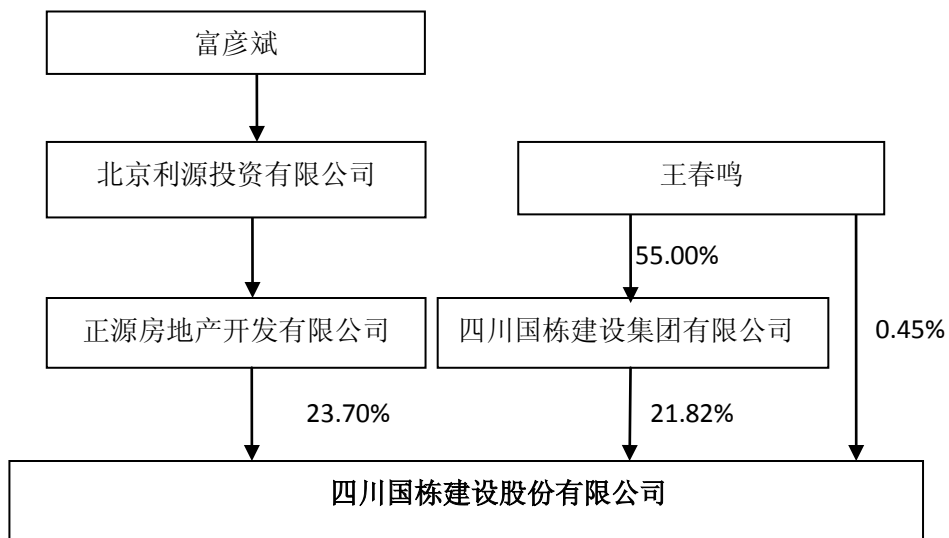 富彦斌
北京利源投资有限公司
王春鸣
55.00%
正源房地产开发有限公司
四川国栋建设集团有限公司
0.45%
23.70%
21.82%
四川国栋建设股份有限公司